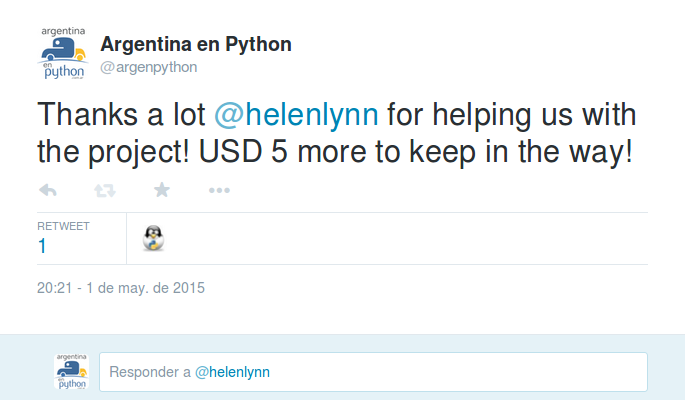 argentina
en
python
Argentina en Python
@argenpython
Thanks a lot @helenlynn for helping us with
the project! USD 5 more to keep in the way!
RETWEET
1
20:21 - 1 de may. de 2015
argentina
en
python
Responder a @helenlynn